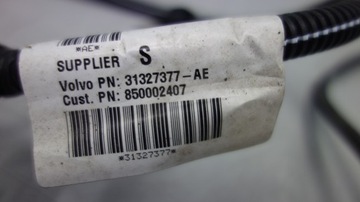 *AE*
SUPPLIER S
Volvo PN: 31327377-AE
Cust. PN: 850002407
*31327377*